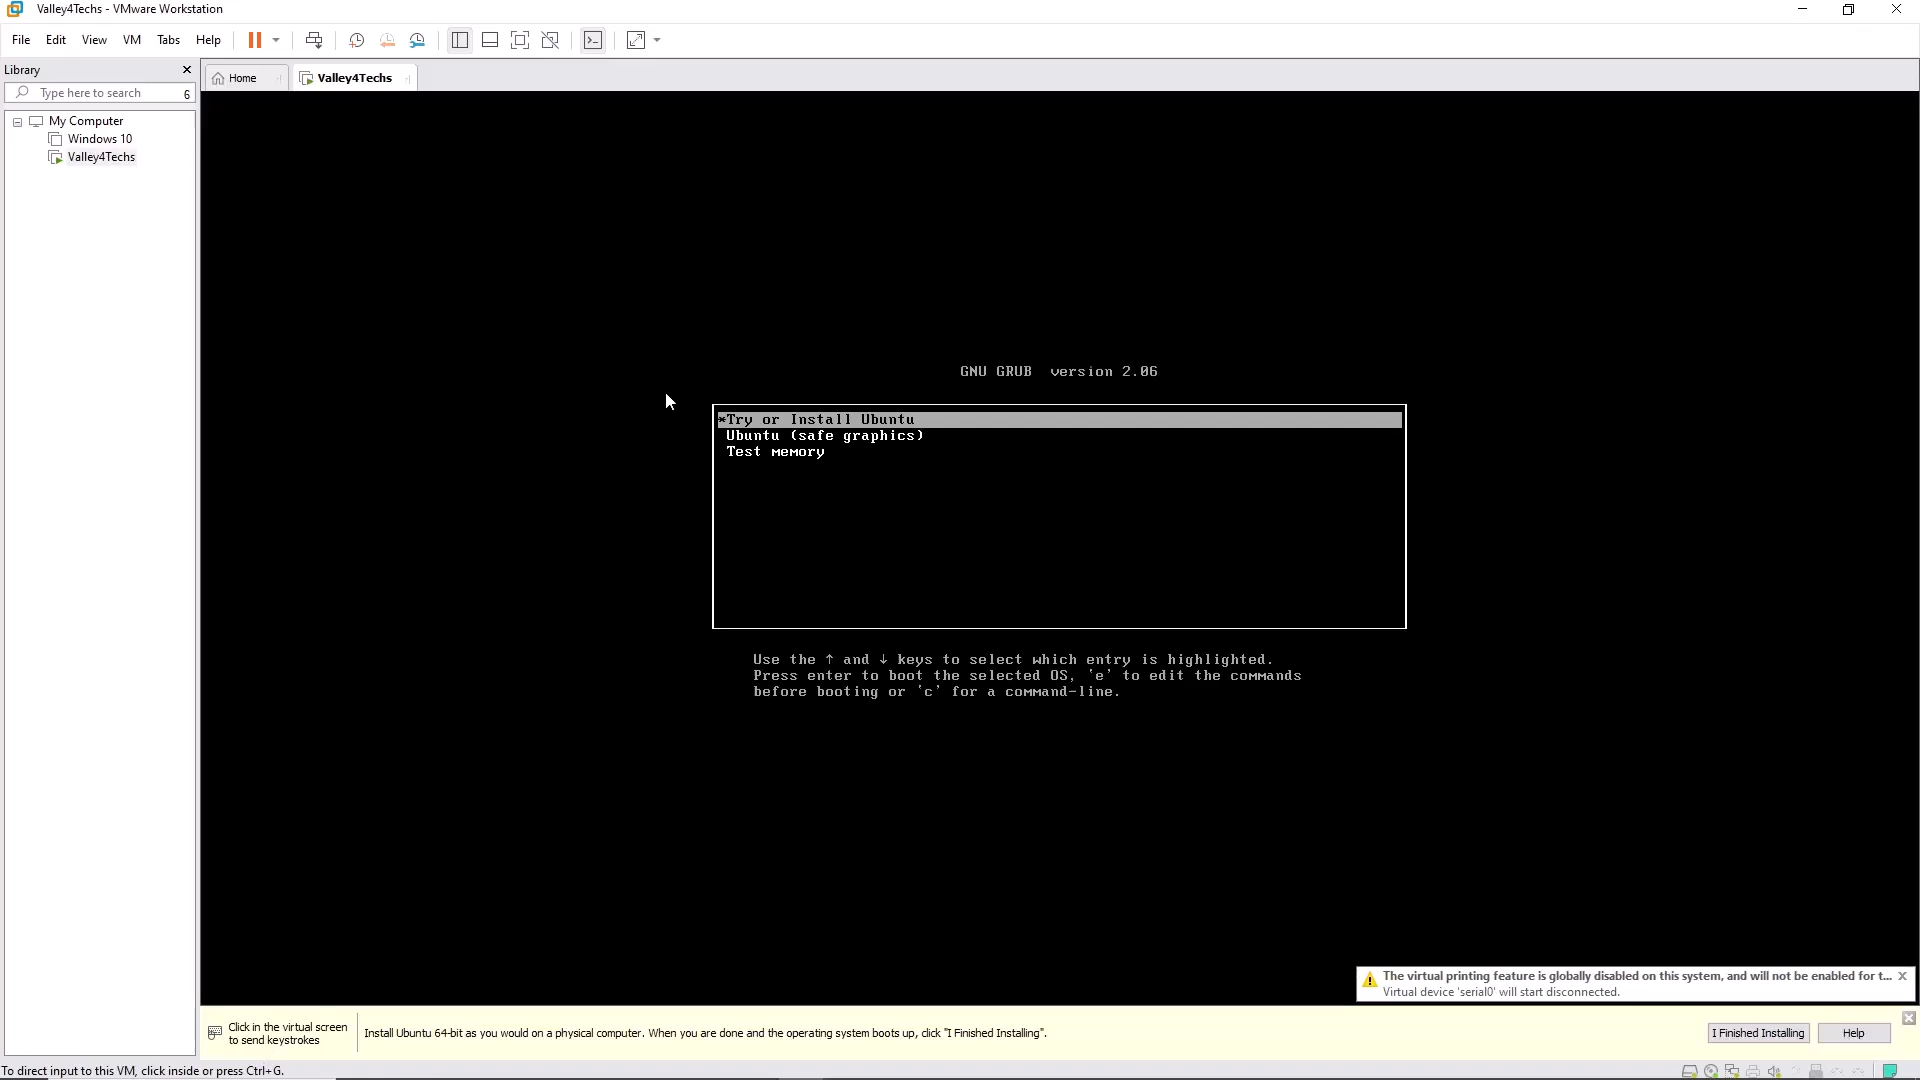 Valley4Techs - VMware Workstation
File Edit View VM Tabs Help
Library
Home Valley4Techs
Type here to search 6
My Computer
Windows 10
Valley4Techs
GNU GRUB version 2.06
*Try or Install Ubuntu
Ubuntu (safe graphics)
Test memory
Use the ↑ and ↓ keys to select which entry is highlighted.
Press enter to boot the selected OS, `e' to edit the commands
before booting or `c' for a command-line.
The virtual printing feature is globally disabled on this system, and will not be enabled for t...
Virtual device 'serial0' will start disconnected.
Click in the virtual screen
to send keystrokes
Install Ubuntu 64-bit as you would on a physical computer. When you are done and the operating system boots up, click "I Finished Installing".
I Finished Installing Help
To direct input to this VM, click inside or press Ctrl+G.